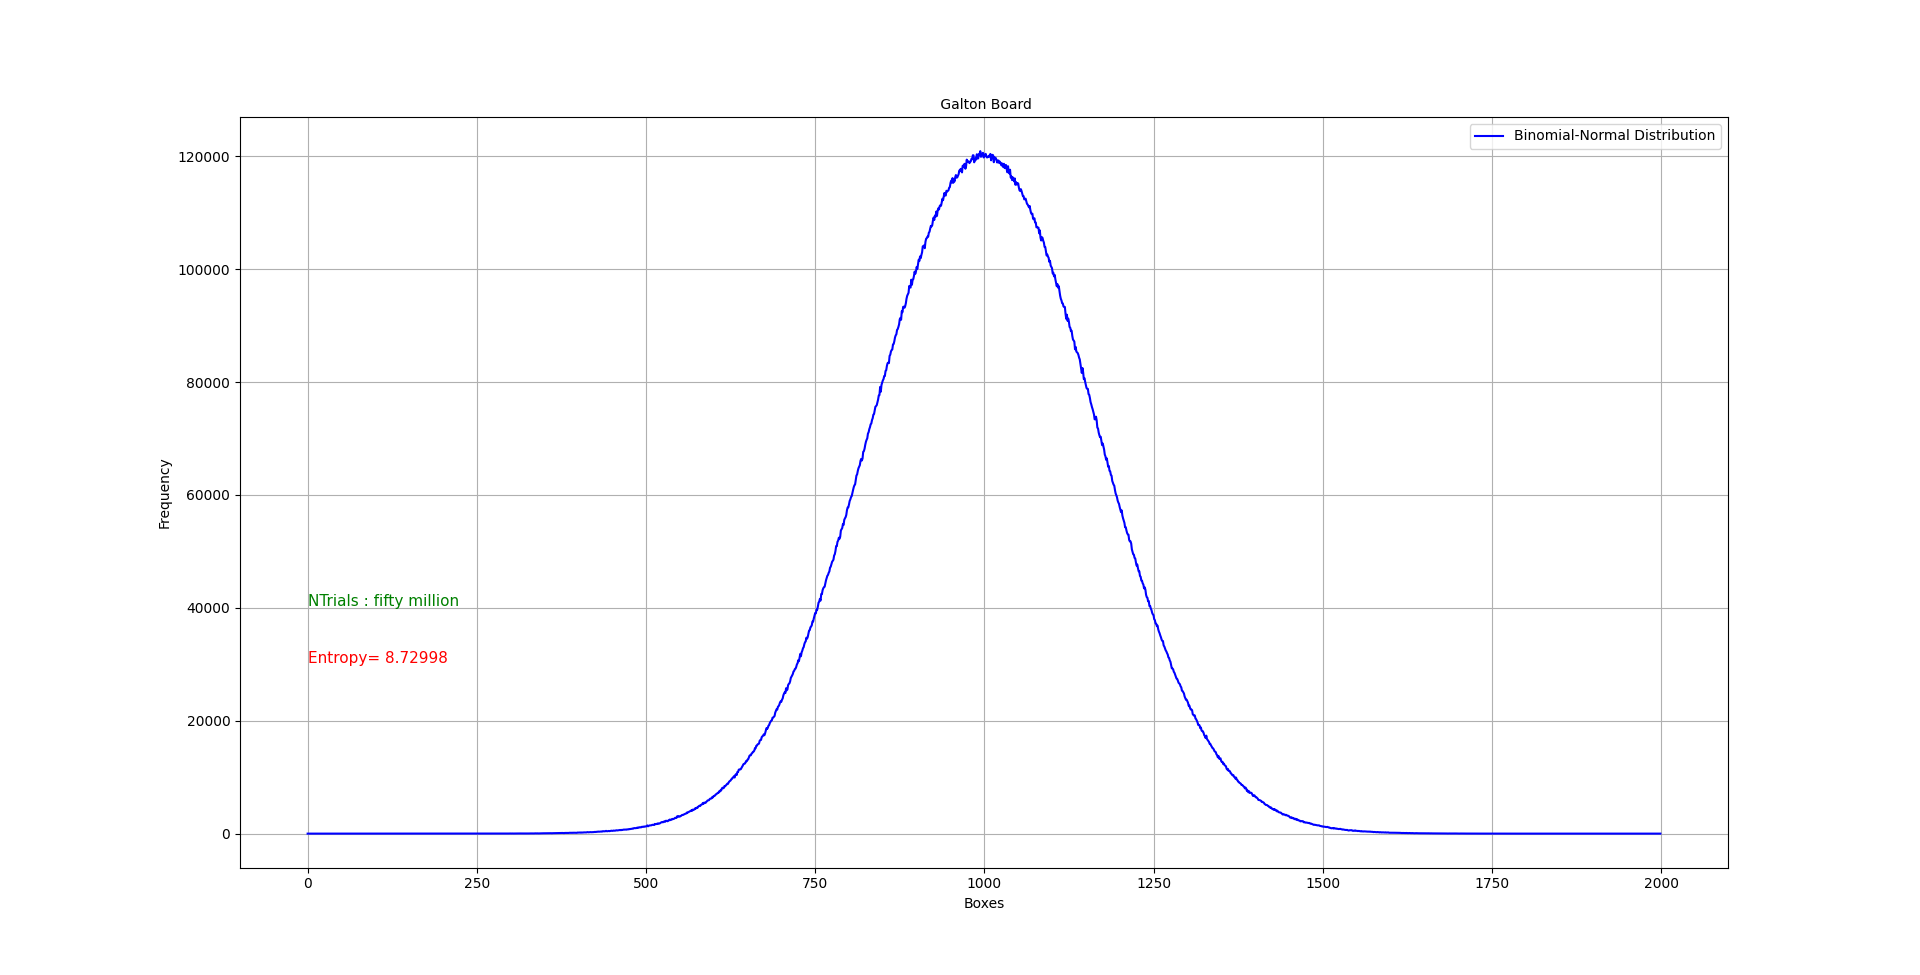 Galton Board
Binomial-Normal Distribution
120000
100000
80000
60000
40000
20000
0
Frequency
NTrials : fifty million
Entropy= 8.72998
0 250 500 750 1000 1250 1500 1750 2000
Boxes